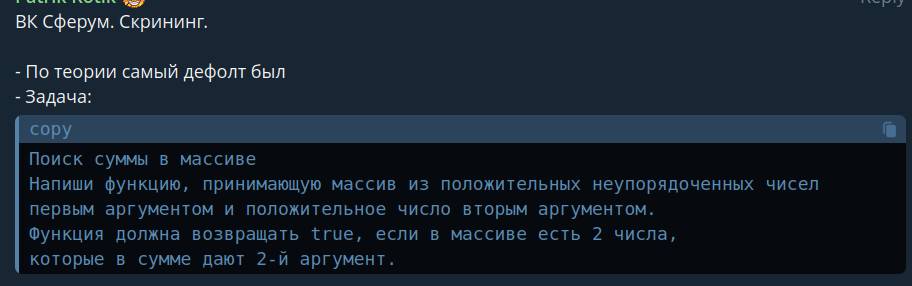 Patrik Kotik
Reply
ВК Сферум. Скрининг.
- По теории самый дефолт был
- Задача:
copy
Поиск суммы в массиве
Напиши функцию, принимающую массив из положительных неупорядоченных чисел
первым аргументом и положительное число вторым аргументом.
Функция должна возвращать true, если в массиве есть 2 числа,
которые в сумме дают 2-й аргумент.